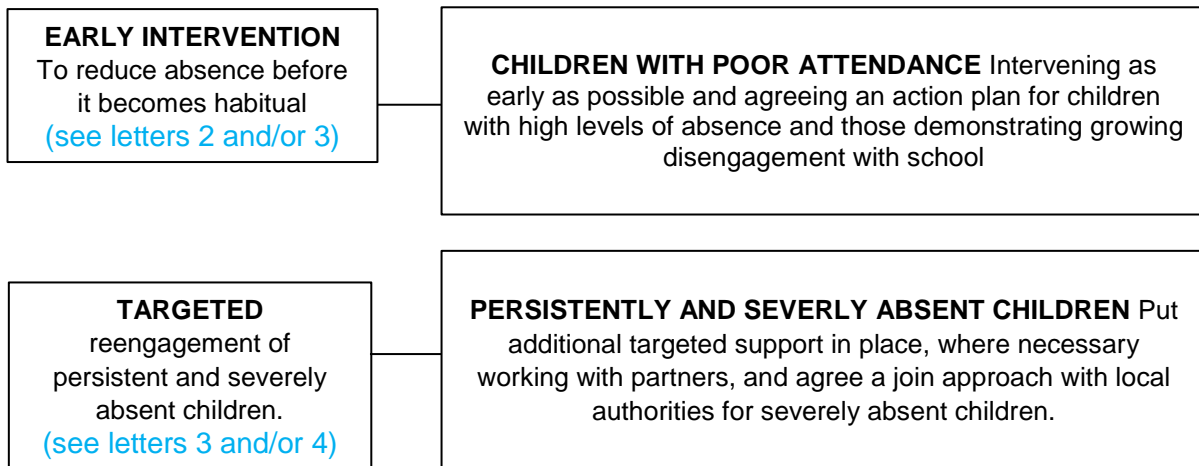 EARLY INTERVENTION
To reduce absence before
it becomes habitual
(see letters 2 and/or 3)
CHILDREN WITH POOR ATTENDANCE Intervening as
early as possible and agreeing an action plan for children
with high levels of absence and those demonstrating growing
disengagement with school
TARGETED
reengagement of
persistent and severely
absent children.
(see letters 3 and/or 4)
PERSISTENTLY AND SEVERLY ABSENT CHILDREN Put
additional targeted support in place, where necessary
working with partners, and agree a join approach with local
authorities for severely absent children.